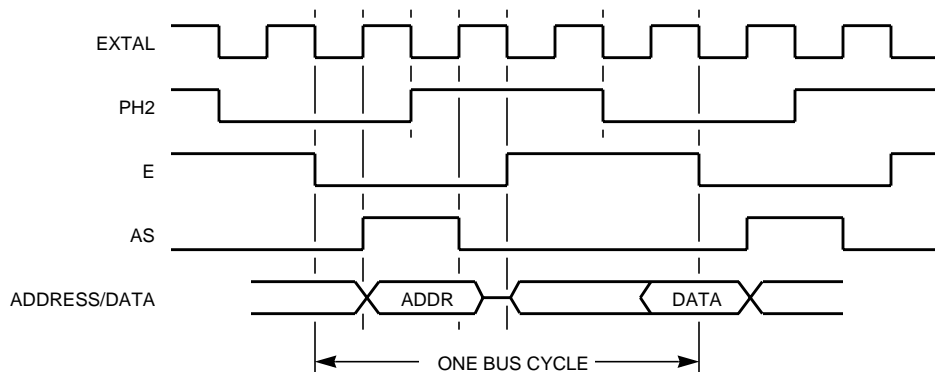 EXTAL
PH2
E
AS
ADDRESS/DATA
ADDR
DATA
ONE BUS CYCLE